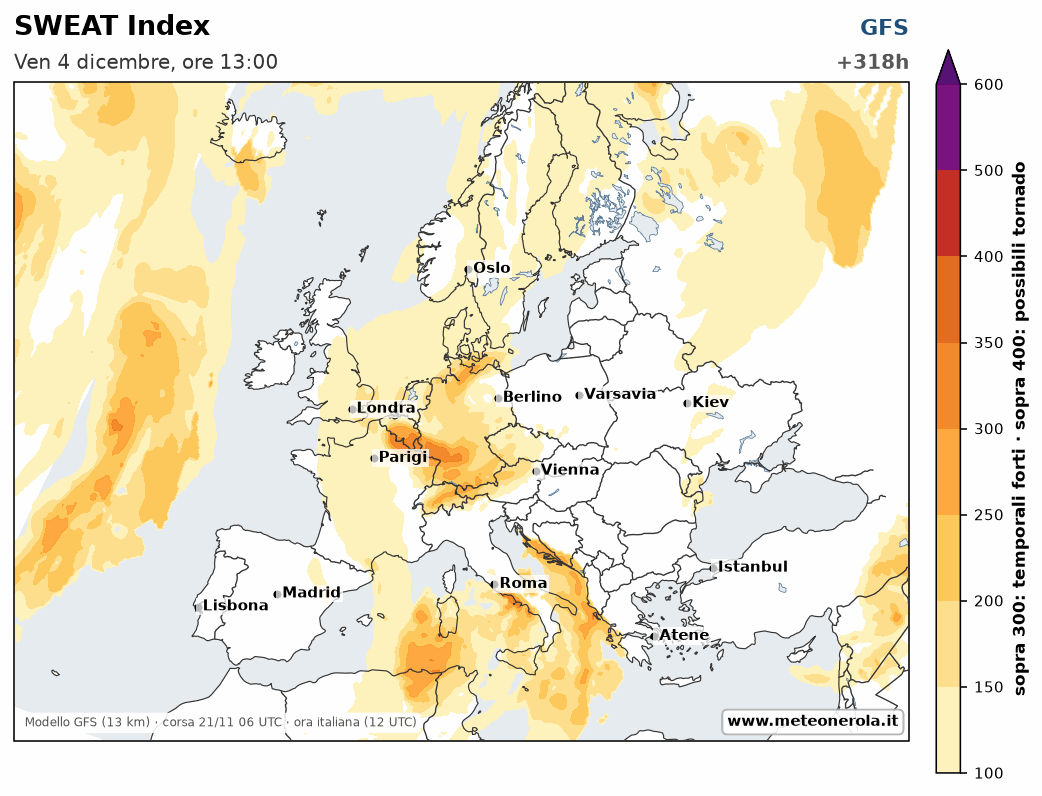 SWEAT Index
GFS
Ven 4 dicembre, ore 13:00
+318h
Oslo
Londra
Berlino
Varsavia
Kiev
Parigi
Vienna
Roma
Istanbul
Madrid
Lisbona
Atene
Modello GFS (13 km) · corsa 21/11 06 UTC · ora italiana (12 UTC)
www.meteonerola.it
600
500
400
350
300
250
200
150
100
sopra 300: temporali forti · sopra 400: possibili tornado